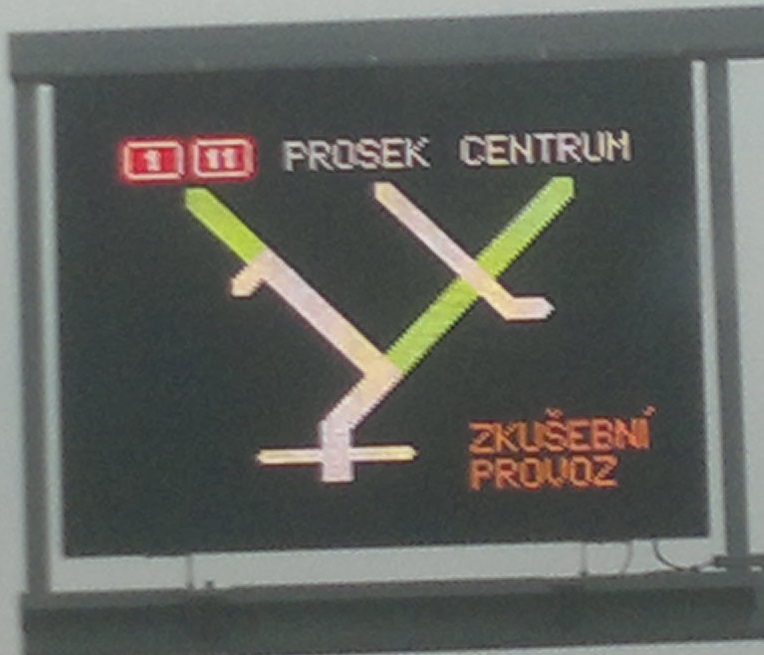 1 11 PROSEK CENTRUM
ZKUŠEBNÍ
PROVOZ